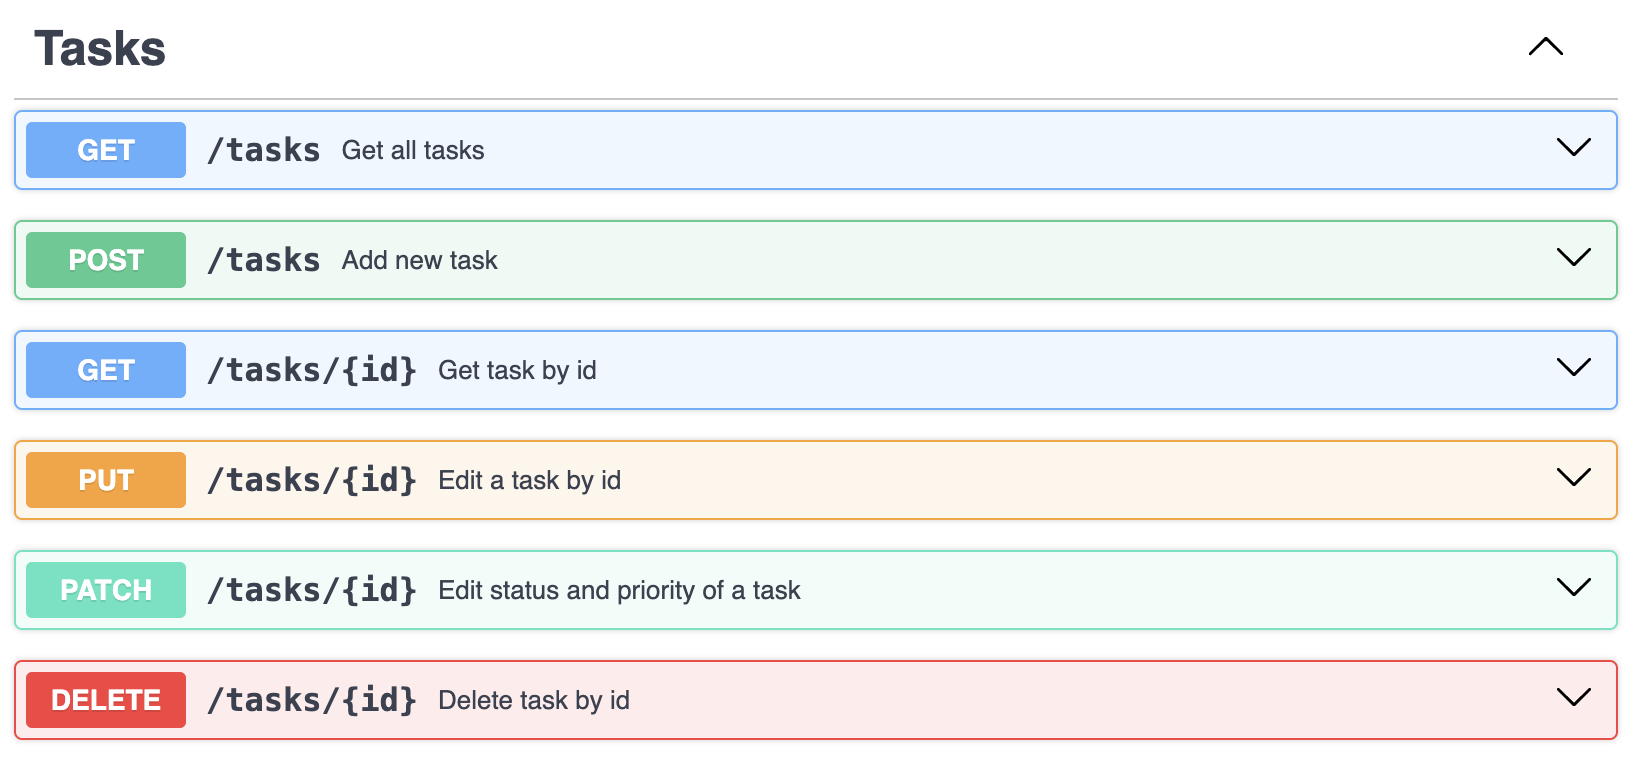 Tasks
GET /tasks Get all tasks
POST /tasks Add new task
GET /tasks/{id} Get task by id
PUT /tasks/{id} Edit a task by id
PATCH /tasks/{id} Edit status and priority of a task
DELETE /tasks/{id} Delete task by id